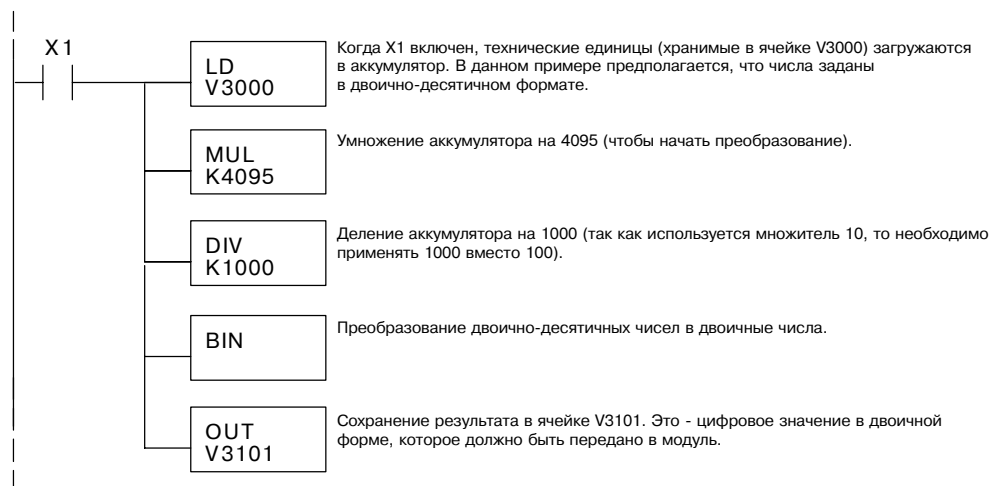 X1
LD
V3000
Когда X1 включен, технические единицы (хранимые в ячейке V3000) загружаются
в аккумулятор. В данном примере предполагается, что числа заданы
в двоично-десятичном формате.
MUL
K4095
Умножение аккумулятора на 4095 (чтобы начать преобразование).
DIV
K1000
Деление аккумулятора на 1000 (так как используется множитель 10, то необходимо
применять 1000 вместо 100).
BIN
Преобразование двоично-десятичных чисел в двоичные числа.
OUT
V3101
Сохранение результата в ячейке V3101. Это - цифровое значение в двоичной
форме, которое должно быть передано в модуль.